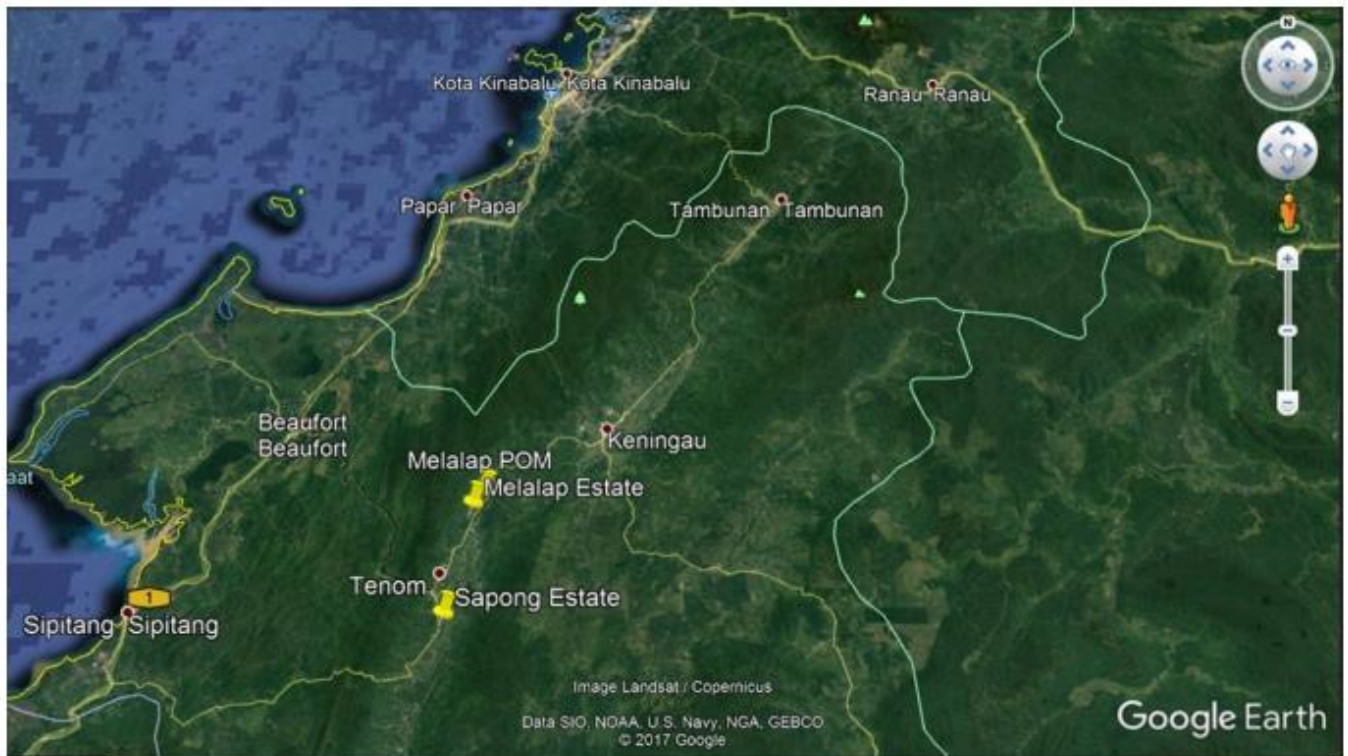 N
Kota Kinabalu Kota Kinabalu
Ranau Ranau
Papar Papar
Tambunan Tambunan
Beaufort
Beaufort
Keningau
Melalap POM
Melalap Estate
aat
Tenom
Sapong Estate
1
Sipitang Sipitang
Image Landsat / Copernicus
Data SIO, NOAA, U.S. Navy, NGA, GEBCO
© 2017 Google
Google Earth